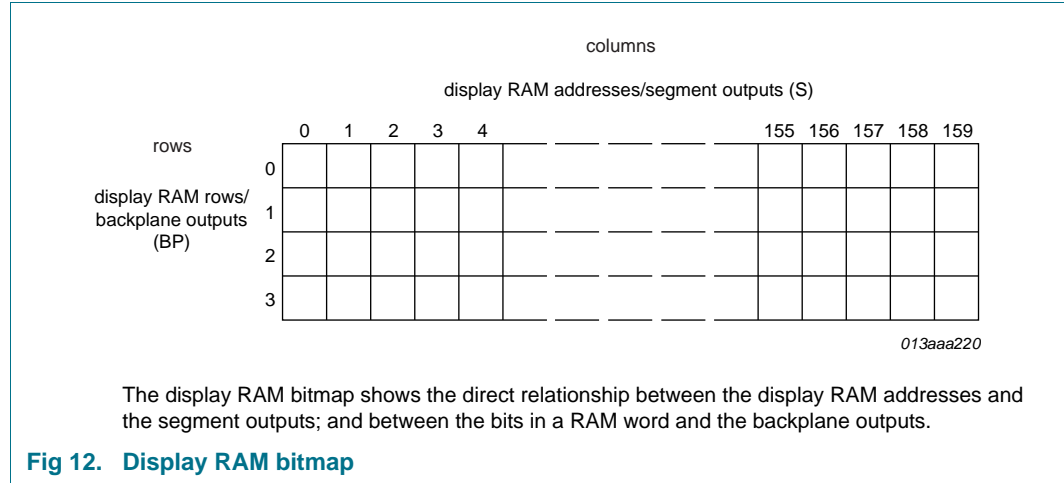 columns
display RAM addresses/segment outputs (S)
0 1 2 3 4 155 156 157 158 159
rows
0
display RAM rows/
backplane outputs
(BP)
1
2
3
013aaa220
The display RAM bitmap shows the direct relationship between the display RAM addresses and
the segment outputs; and between the bits in a RAM word and the backplane outputs.
Fig 12. Display RAM bitmap